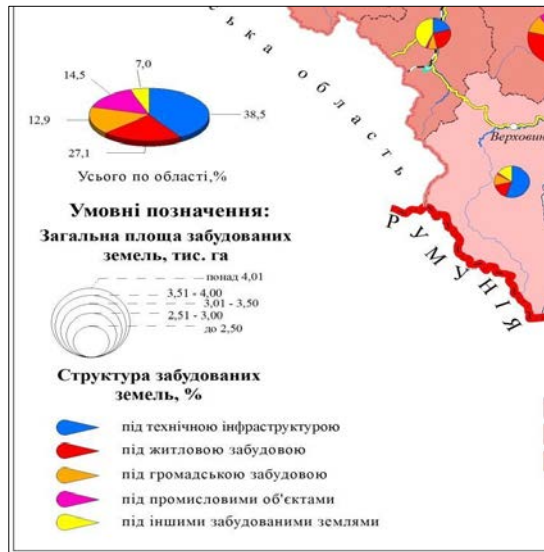 ська область
7,0
14,5
12,9
38,5
27,1
Усього по області,%
Верховин
РУМУНІЯ
Умовні позначення:
Загальна площа забудованих
земель, тис. га
понад 4,01
3,51 - 4,00
3,01 - 3,50
2,51 - 3,00
до 2,50
Структура забудованих
земель, %
під технічною інфраструктурою
під житловою забудовою
під громадською забудовою
під промисловими об'єктами
під іншими забудованими землями